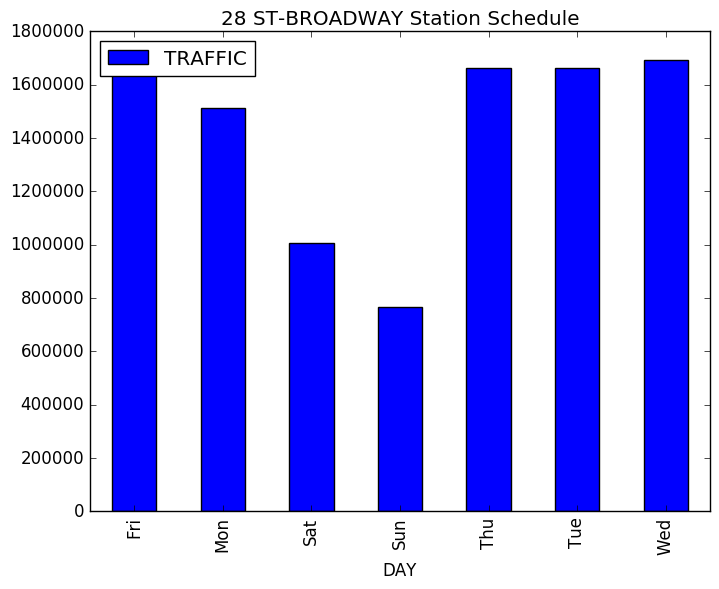 28 ST-BROADWAY Station Schedule
TRAFFIC
1800000
1600000
1400000
1200000
1000000
800000
600000
400000
200000
0
Fri
Mon
Sat
Sun
Thu
Tue
Wed
DAY